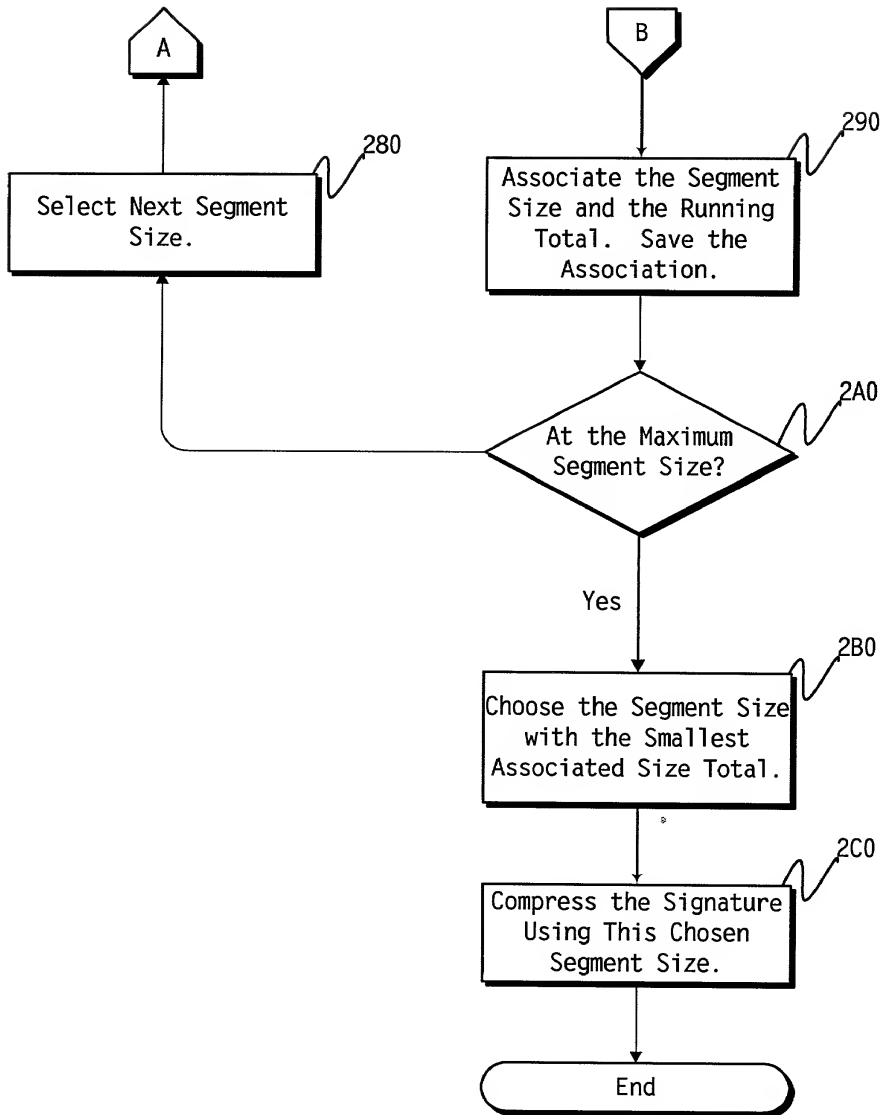 A
B
280
Select Next Segment
Size.
290
Associate the Segment
Size and the Running
Total. Save the
Association.
2A0
At the Maximum
Segment Size?
Yes
2B0
Choose the Segment Size
with the Smallest
Associated Size Total.
2C0
Compress the Signature
Using This Chosen
Segment Size.
End